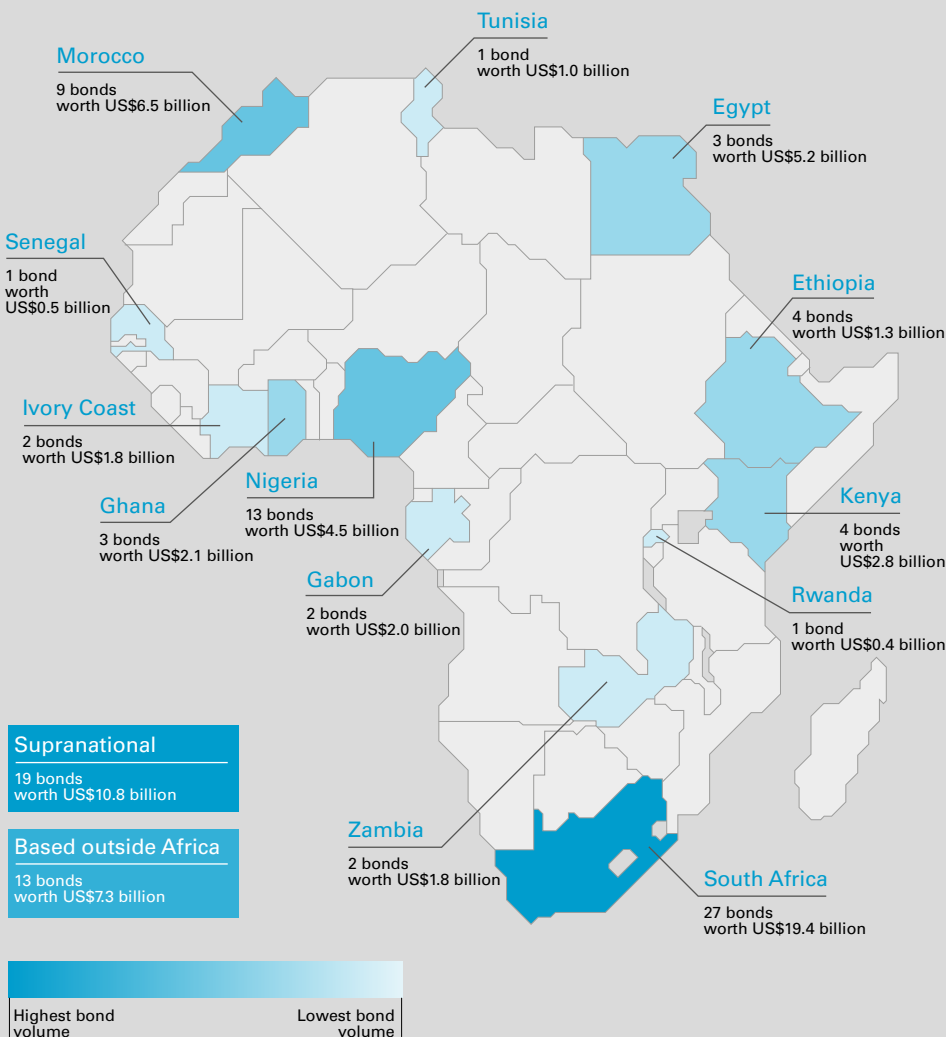 Tunisia
1 bond
worth US$1.0 billion
Morocco
9 bonds
worth US$6.5 billion
Egypt
3 bonds
worth US$5.2 billion
Senegal
1 bond
worth
US$0.5 billion
Ethiopia
4 bonds
worth US$1.3 billion
Ivory Coast
2 bonds
worth US$1.8 billion
Ghana
3 bonds
worth US$2.1 billion
Nigeria
13 bonds
worth US$4.5 billion
Kenya
4 bonds
worth
US$2.8 billion
Gabon
2 bonds
worth US$2.0 billion
Rwanda
1 bond
worth US$0.4 billion
Supranational
19 bonds
worth US$10.8 billion
Based outside Africa
13 bonds
worth US$7.3 billion
Zambia
2 bonds
worth US$1.8 billion
South Africa
27 bonds
worth US$19.4 billion
Highest bond
volume
Lowest bond
volume